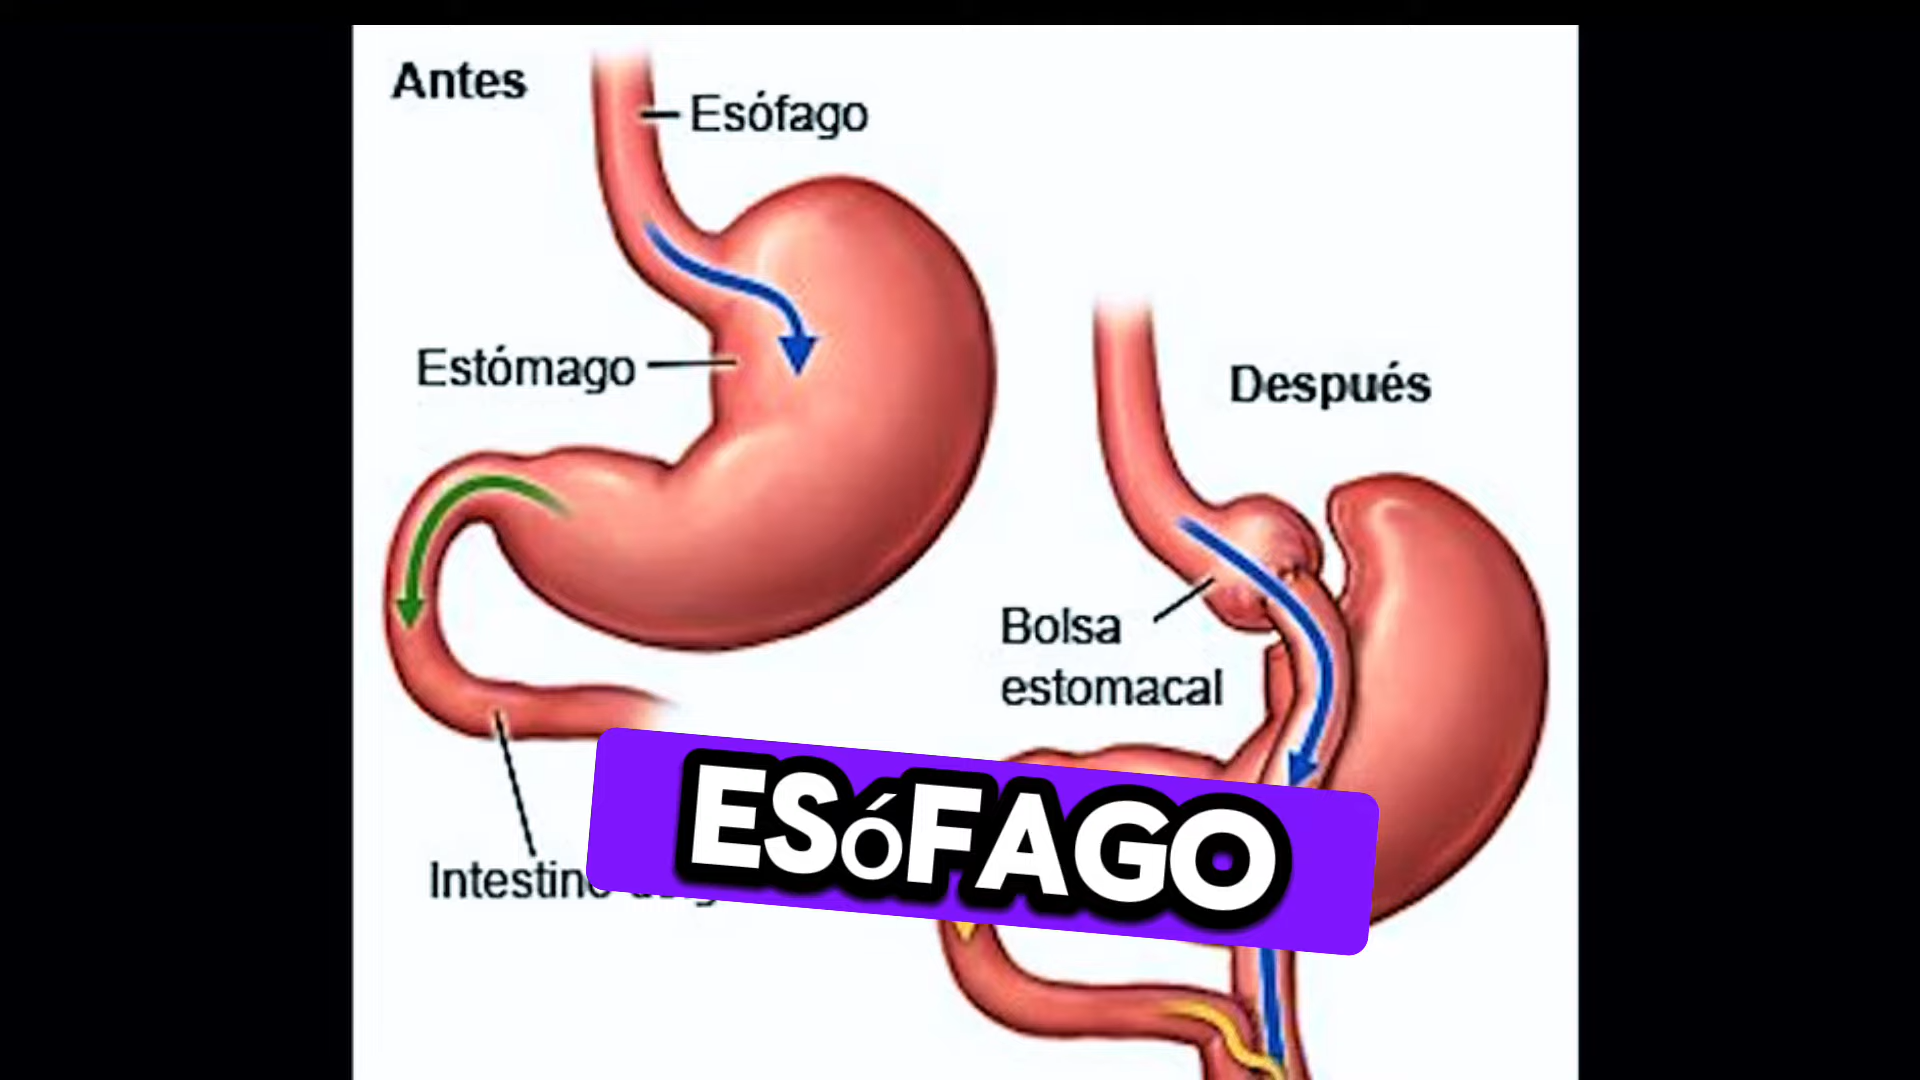 Antes
Esófago
Estómago
Después
Bolsa
estomacal
ESóFAGO